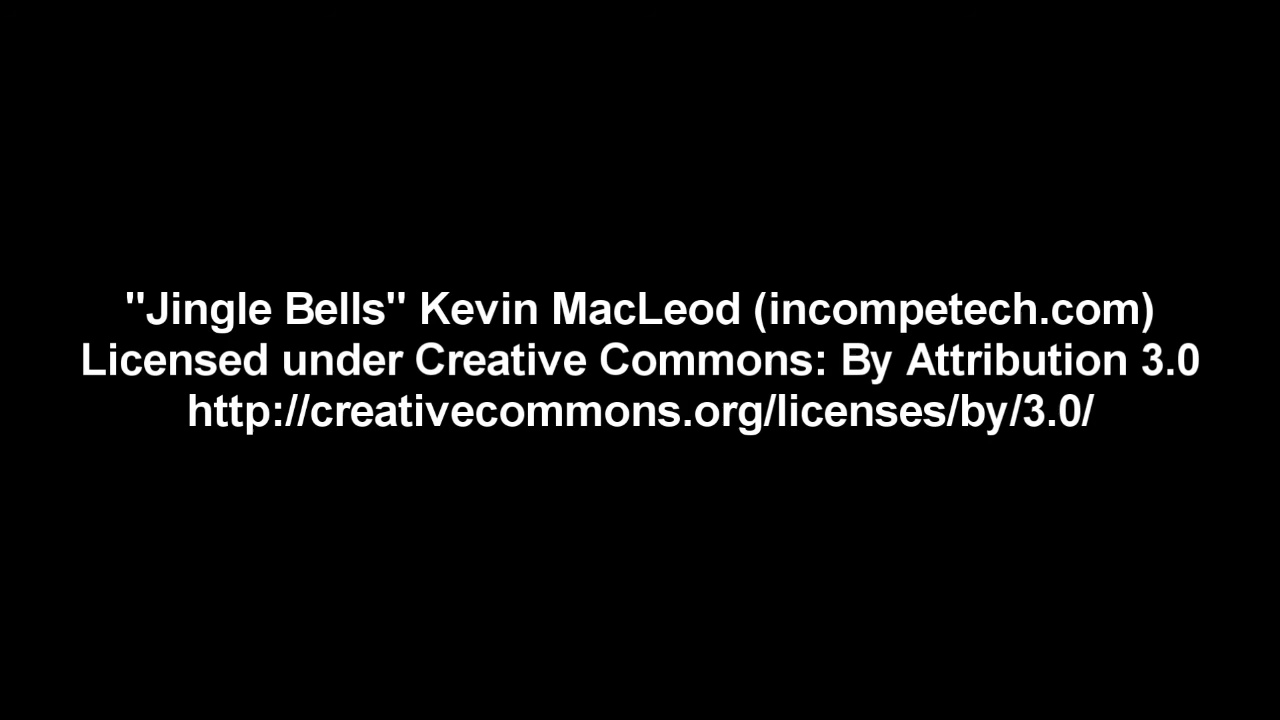 "Jingle Bells" Kevin MacLeod (incompetech.com)
Licensed under Creative Commons: By Attribution 3.0
http://creativecommons.org/licenses/by/3.0/